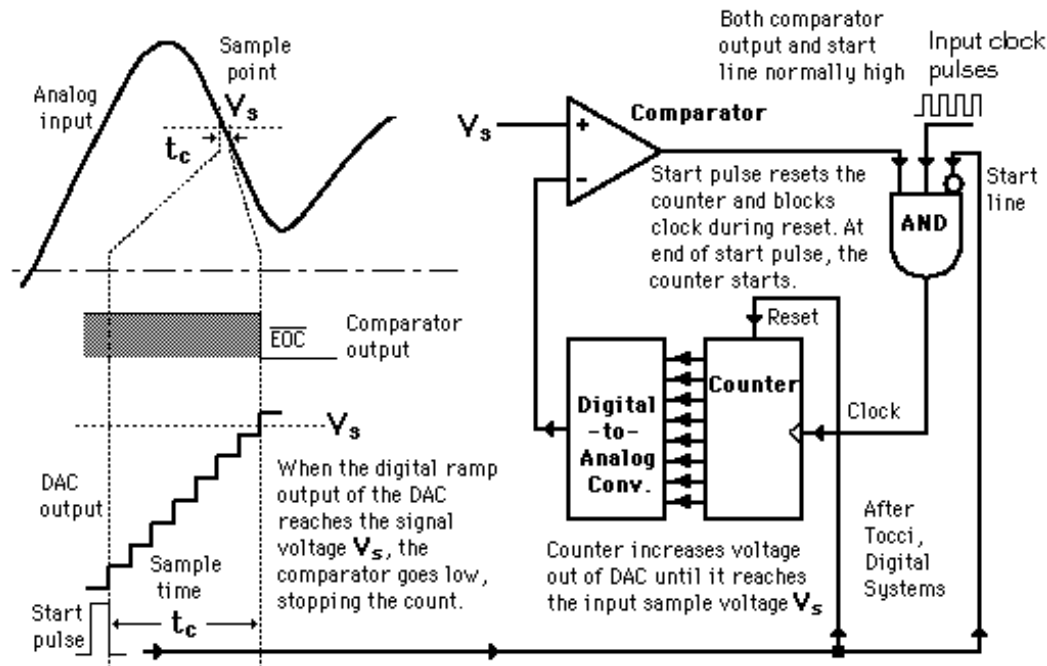 Analog
input
Sample
point
Vs
tc
EOC
Comparator
output
Vs
DAC
output
Sample
time
Start
pulse
tc
When the digital ramp
output of the DAC
reaches the signal
voltage Vs, the
comparator goes low,
stopping the count.
Both comparator
output and start
line normally high
Input clock
pulses
Vs
+
-
Comparator
Start pulse resets the
counter and blocks
clock during reset. At
end of start pulse, the
counter starts.
AND
Start
line
Reset
Counter
Clock
Digital
-to-
Analog
Conv.
Counter increases voltage
out of DAC until it reaches
the input sample voltage Vs
After
Tocci,
Digital
Systems